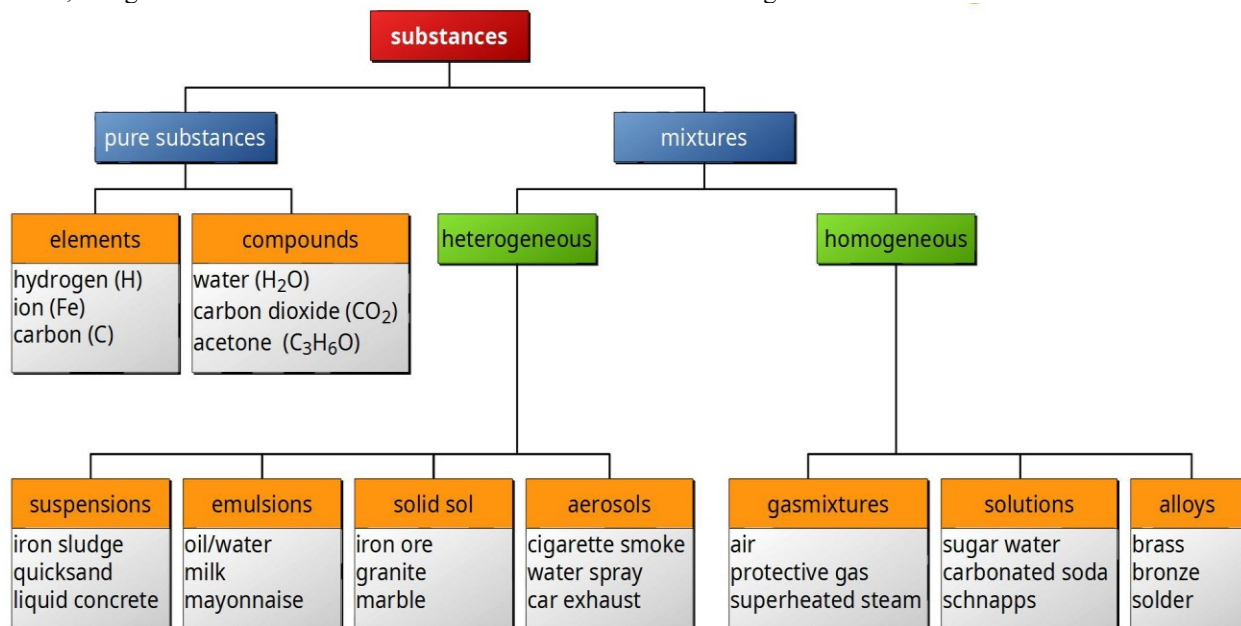 substances
pure substances
mixtures
elements
hydrogen (H)
ion (Fe)
carbon (C)
compounds
water (H₂O)
carbon dioxide (CO₂)
acetone (C₃H₆O)
heterogeneous
homogeneous
suspensions
iron sludge
quicksand
liquid concrete
emulsions
oil/water
milk
mayonnaise
solid sol
iron ore
granite
marble
aerosols
cigarette smoke
water spray
car exhaust
gasmixtures
air
protective gas
superheated steam
solutions
sugar water
carbonated soda
schnapps
alloys
brass
bronze
solder